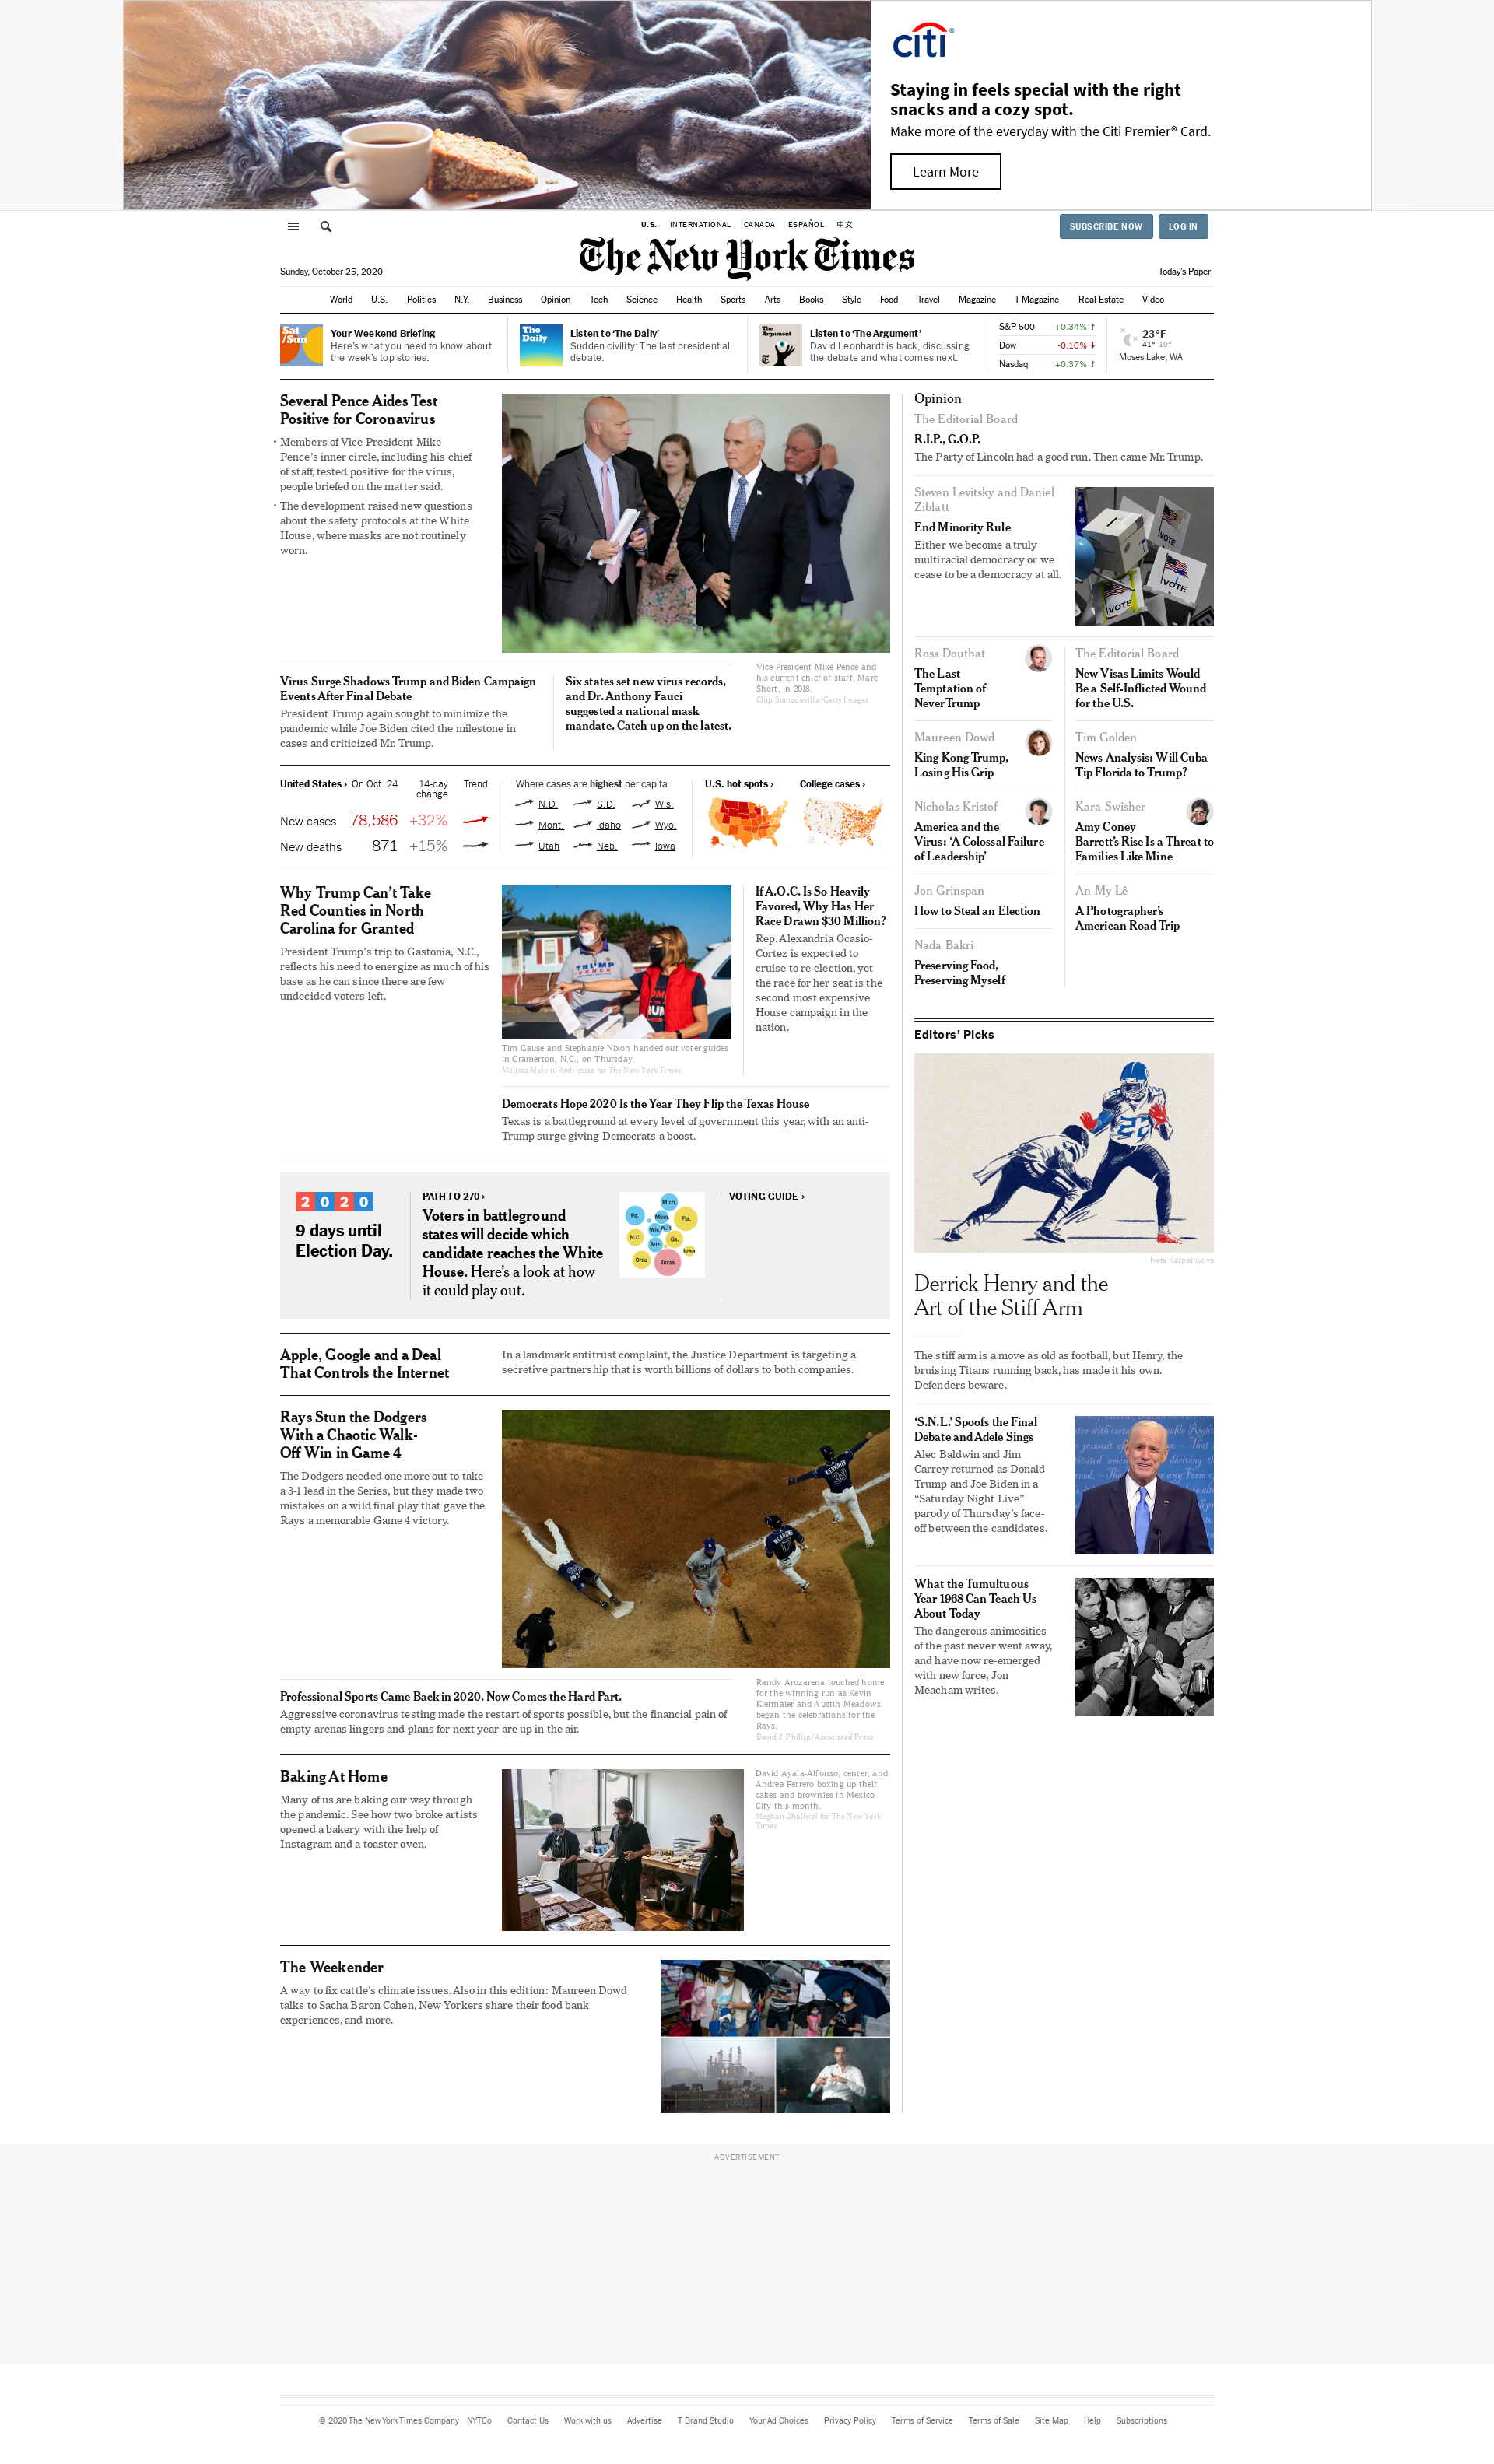 citi
Staying in feels special with the right
snacks and a cozy spot.
Make more of the everyday with the Citi Premier® Card.
Learn More
U.S. INTERNATIONAL CANADA ESPAÑOL 中文
SUBSCRIBE NOW LOG IN
The New York Times
Sunday, October 25, 2020
Today's Paper
World U.S. Politics N.Y. Business Opinion Tech Science Health Sports Arts Books Style Food Travel Magazine T Magazine Real Estate Video
Sat
/Sun
Your Weekend Briefing
Here's what you need to know about
the week's top stories.
The
Daily
Listen to 'The Daily'
Sudden civility: The last presidential
debate.
The
Argument
Listen to 'The Argument'
David Leonhardt is back, discussing
the debate and what comes next.
S&P 500 +0.34% ↑
Dow -0.10% ↓
Nasdaq +0.37% ↑
23°F
41° 19°
Moses Lake, WA
Several Pence Aides Test
Positive for Coronavirus
• Members of Vice President Mike
Pence's inner circle, including his chief
of staff, tested positive for the virus,
people briefed on the matter said.
• The development raised new questions
about the safety protocols at the White
House, where masks are not routinely
worn.
Vice President Mike Pence and
his current chief of staff, Marc
Short, in 2018.
Chip Somodevilla/Getty Images
Virus Surge Shadows Trump and Biden Campaign
Events After Final Debate
President Trump again sought to minimize the
pandemic while Joe Biden cited the milestone in
cases and criticized Mr. Trump.
Six states set new virus records,
and Dr. Anthony Fauci
suggested a national mask
mandate. Catch up on the latest.
United States › On Oct. 24 14-day
change Trend
New cases 78,586 +32%
New deaths 871 +15%
Where cases are highest per capita
N.D. S.D. Wis.
Mont. Idaho Wyo.
Utah Neb. Iowa
U.S. hot spots › College cases ›
Why Trump Can't Take
Red Counties in North
Carolina for Granted
President Trump's trip to Gastonia, N.C.,
reflects his need to energize as much of his
base as he can since there are few
undecided voters left.
TRUMP
PENCE
Tim Gause and Stephanie Nixon handed out voter guides
in Cramerton, N.C., on Thursday.
Melissa Melvin-Rodriguez for The New York Times
If A.O.C. Is So Heavily
Favored, Why Has Her
Race Drawn $30 Million?
Rep. Alexandria Ocasio-
Cortez is expected to
cruise to re-election, yet
the race for her seat is the
second most expensive
House campaign in the
nation.
Democrats Hope 2020 Is the Year They Flip the Texas House
Texas is a battleground at every level of government this year, with an anti-
Trump surge giving Democrats a boost.
2020
9 days until
Election Day.
PATH TO 270 ›
Voters in battleground
states will decide which
candidate reaches the White
House. Here's a look at how
it could play out.
Mich.
Pa. Minn. Fla.
Wis. N.H.
N.C. Ga.
Ariz. Iowa
Ohio Texas
VOTING GUIDE ›
Apple, Google and a Deal
That Controls the Internet
In a landmark antitrust complaint, the Justice Department is targeting a
secretive partnership that is worth billions of dollars to both companies.
Rays Stun the Dodgers
With a Chaotic Walk-
Off Win in Game 4
The Dodgers needed one more out to take
a 3-1 lead in the Series, but they made two
mistakes on a wild final play that gave the
Rays a memorable Game 4 victory.
Randy Arozarena touched home
for the winning run as Kevin
Kiermaier and Austin Meadows
began the celebrations for the
Rays.
David J. Phillip/Associated Press
Professional Sports Came Back in 2020. Now Comes the Hard Part.
Aggressive coronavirus testing made the restart of sports possible, but the financial pain of
empty arenas lingers and plans for next year are up in the air.
Baking At Home
Many of us are baking our way through
the pandemic. See how two broke artists
opened a bakery with the help of
Instagram and a toaster oven.
David Ayala-Alfonso, center, and
Andrea Ferrero boxing up their
cakes and brownies in Mexico
City this month.
Meghan Dhaliwal for The New York
Times
The Weekender
A way to fix cattle's climate issues. Also in this edition: Maureen Dowd
talks to Sacha Baron Cohen, New Yorkers share their food bank
experiences, and more.
Opinion
The Editorial Board
R.I.P., G.O.P.
The Party of Lincoln had a good run. Then came Mr. Trump.
Steven Levitsky and Daniel
Ziblatt
End Minority Rule
Either we become a truly
multiracial democracy or we
cease to be a democracy at all.
VOTE
VOTE
VOTE
Ross Douthat
The Last
Temptation of
NeverTrump
Maureen Dowd
King Kong Trump,
Losing His Grip
Nicholas Kristof
America and the
Virus: 'A Colossal Failure
of Leadership'
Jon Grinspan
How to Steal an Election
Nada Bakri
Preserving Food,
Preserving Myself
The Editorial Board
New Visas Limits Would
Be a Self-Inflicted Wound
for the U.S.
Tim Golden
News Analysis: Will Cuba
Tip Florida to Trump?
Kara Swisher
Amy Coney
Barrett's Rise Is a Threat to
Families Like Mine
An-My Lê
A Photographer's
American Road Trip
Editors' Picks
22
Iveta Karpathyova
Derrick Henry and the
Art of the Stiff Arm
The stiff arm is a move as old as football, but Henry, the
bruising Titans running back, has made it his own.
Defenders beware.
'S.N.L.' Spoofs the Final
Debate and Adele Sings
Alec Baldwin and Jim
Carrey returned as Donald
Trump and Joe Biden in a
"Saturday Night Live"
parody of Thursday's face-
off between the candidates.
What the Tumultuous
Year 1968 Can Teach Us
About Today
The dangerous animosities
of the past never went away,
and have now re-emerged
with new force, Jon
Meacham writes.
ADVERTISEMENT
© 2020 The New York Times Company NYTCo Contact Us Work with us Advertise T Brand Studio Your Ad Choices Privacy Policy Terms of Service Terms of Sale Site Map Help Subscriptions